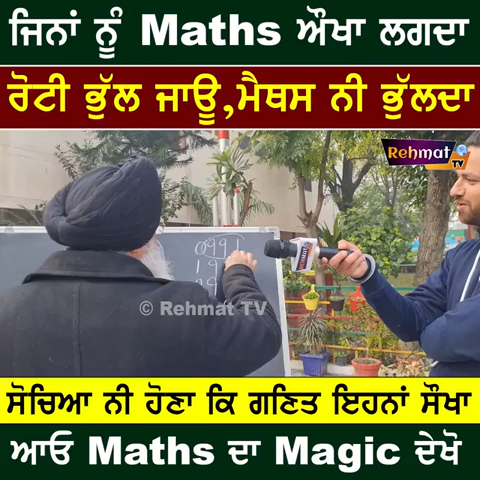 ਜਿਨਾਂ ਨੂੰ Maths ਔਖਾ ਲਗਦਾ
ਰੋਟੀ ਭੁੱਲ ਜਾਊ,ਮੈਥਸ ਨੀ ਭੁੱਲਦਾ
Rehmat TV
© Rehmat TV
ਸੋਚਿਆ ਨੀ ਹੋਣਾ ਕਿ ਗਣਿਤ ਇਹਨਾਂ ਸੌਖਾ
ਆਓ Maths ਦਾ Magic ਦੇਖੋ